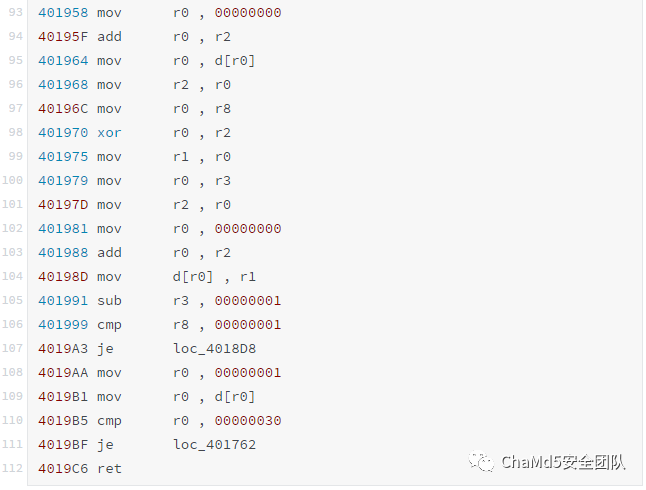 93 401958 mov r0 , 00000000
94 40195F add r0 , r2
95 401964 mov r0 , d[r0]
96 401968 mov r2 , r0
97 40196C mov r0 , r8
98 401970 xor r0 , r2
99 401975 mov r1 , r0
100 401979 mov r0 , r3
101 40197D mov r2 , r0
102 401981 mov r0 , 00000000
103 401988 add r0 , r2
104 40198D mov d[r0] , r1
105 401991 sub r3 , 00000001
106 401999 cmp r8 , 00000001
107 4019A3 je loc_4018D8
108 4019AA mov r0 , 00000001
109 4019B1 mov r0 , d[r0]
110 4019B5 cmp r0 , 00000030
111 4019BF je loc_401762
112 4019C6 ret
ChaMd5安全团队